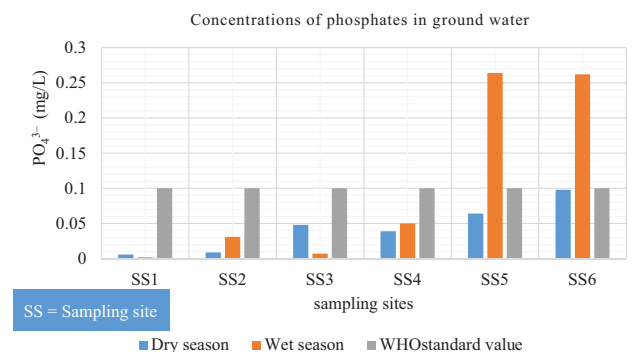 Concentrations of phosphates in ground water
PO₄³⁻ (mg/L)
0.3
0.25
0.2
0.15
0.1
0.05
0
SS1 SS2 SS3 SS4 SS5 SS6
sampling sites
SS = Sampling site
Dry season Wet season WHOstandard value